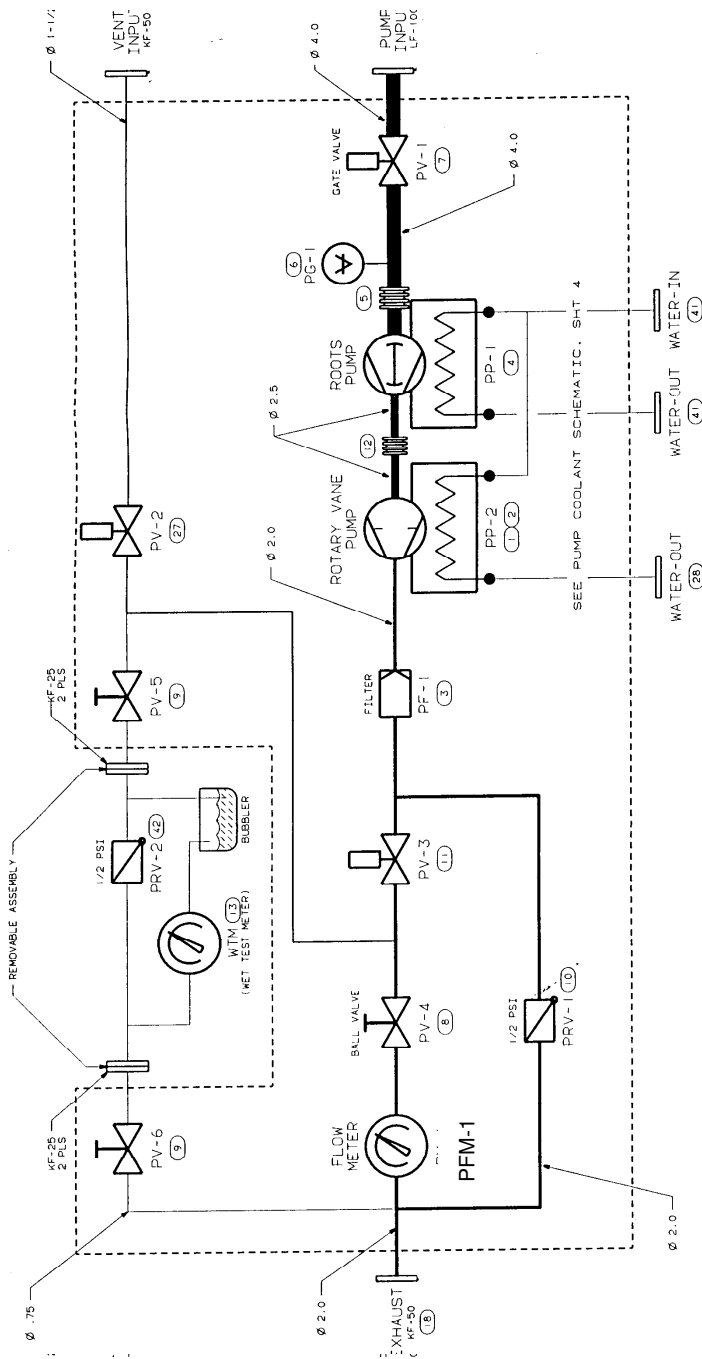 Ø 1-1/
VENT
INPU
KF-50
Ø 4.0
PUMP
INPU
LF-100
GATE VALVE
PV-1
7
Ø 4.0
6
PG-1
5
ROOTS
PUMP
PP-1
4
WATER-IN
41
WATER-OUT
41
Ø 2.5
12
PV-2
27
ROTARY VANE
PUMP
PP-2
1
2
SEE PUMP COOLANT SCHEMATIC, SHT 4
WATER-OUT
28
Ø 2.0
KF-25
2 PLS
PV-5
9
FILTER
PF-1
3
REMOVABLE ASSEMBLY
1/2 PSI
PRV-2
42
BUBBLER
WTM
13
(WET TEST METER)
PV-3
11
BALL VALVE
PV-4
8
1/2 PSI
PRV-1
10
KF-25
2 PLS
PV-6
9
FLOW
METER
PFM-1
Ø .75
Ø 2.0
Ø 2.0
EXHAUST
KF-50
18